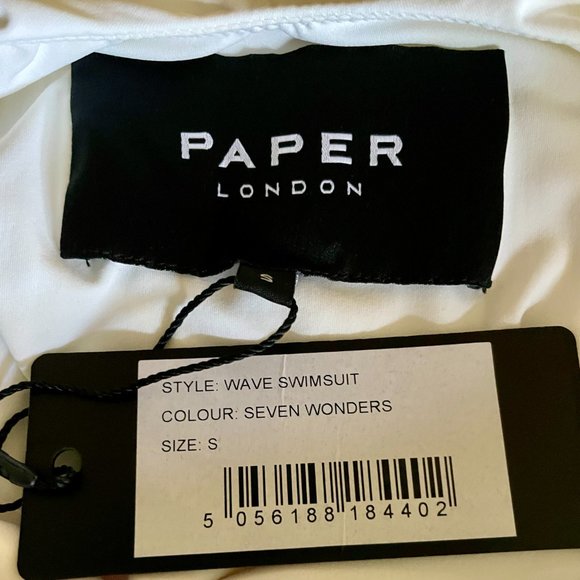 PAPER
LONDON
S
STYLE: WAVE SWIMSUIT
COLOUR: SEVEN WONDERS
SIZE: S
5 056188 184402